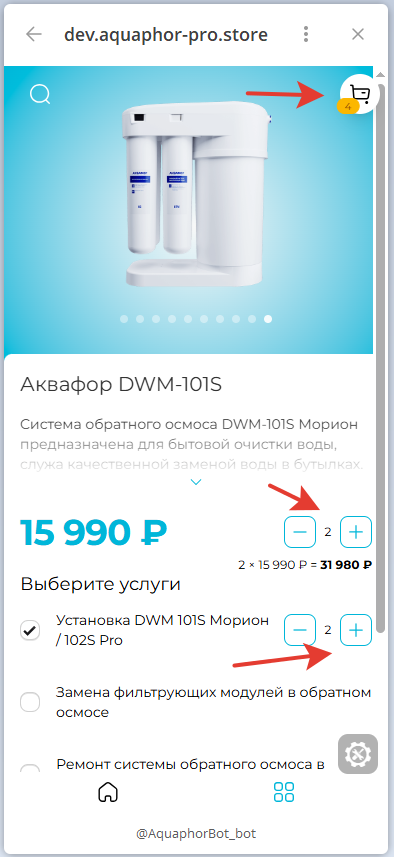 dev.aquaphor-pro.store
4
Аквафор DWM-101S
Система обратного осмоса DWM-101S Морион
предназначена для бытовой очистки воды,
служа качественной заменой воды в бутылках.
15 990 ₽
2
2 × 15 990 ₽ = 31 980 ₽
Выберите услуги
Установка DWM 101S Морион
/ 102S Pro
2
Замена фильтрующих модулей в обратном
осмосе
Ремонт системы обратного осмоса в
@AquaphorBot_bot